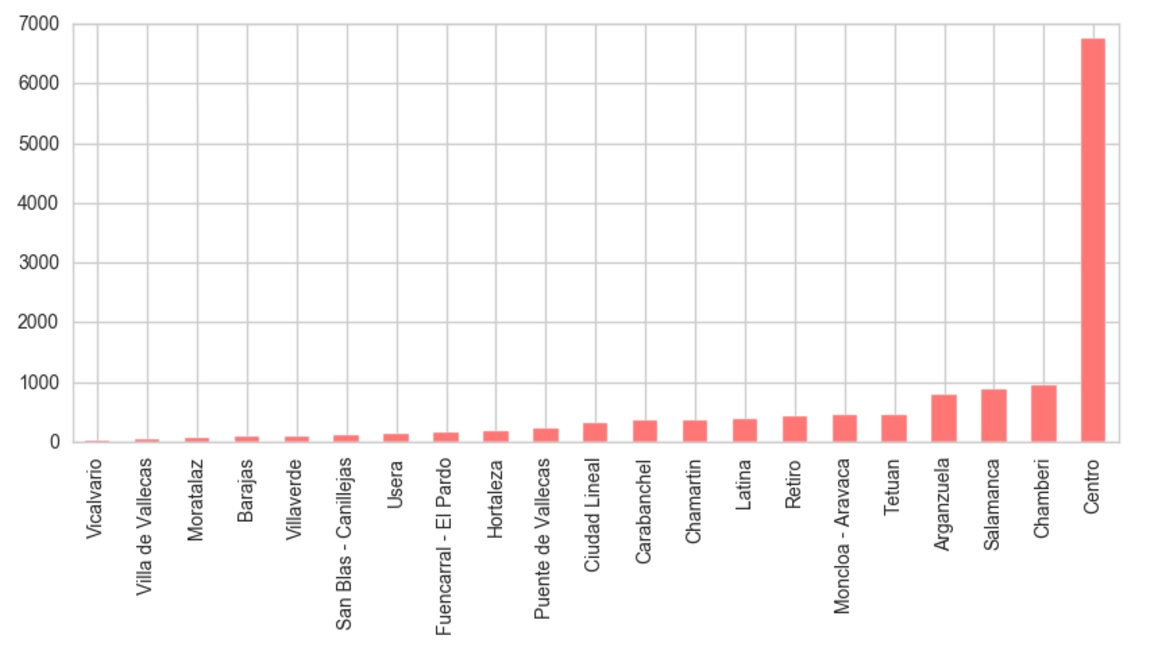 7000
6000
5000
4000
3000
2000
1000
0
Vicalvario
Villa de Vallecas
Moratalaz
Barajas
Villaverde
San Blas - Canillejas
Usera
Fuencarral - El Pardo
Hortaleza
Puente de Vallecas
Ciudad Lineal
Carabanchel
Chamartin
Latina
Retiro
Moncloa - Aravaca
Tetuan
Arganzuela
Salamanca
Chamberi
Centro